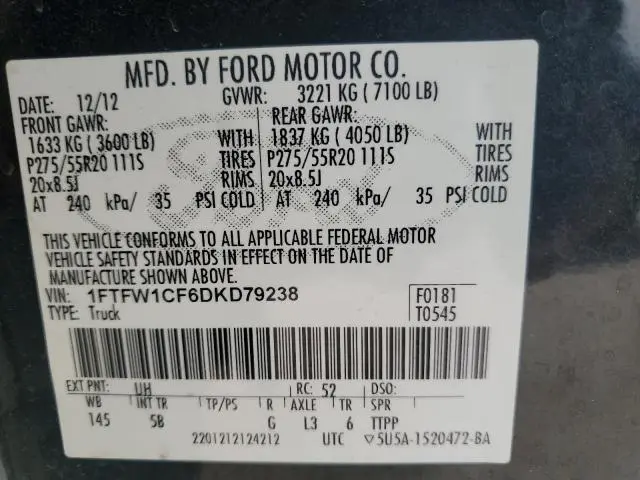 MFD. BY FORD MOTOR CO.
DATE: 12/12 GVWR: 3221 KG ( 7100 LB)
FRONT GAWR: REAR GAWR:
1633 KG ( 3600 LB) WITH 1837 KG ( 4050 LB) WITH
P275/55R20 111S TIRES P275/55R20 111S TIRES
20x8.5J RIMS 20x8.5J RIMS
AT 240 kPa/ 35 PSI COLD AT 240 kPa/ 35 PSI COLD
Ford
THIS VEHICLE CONFORMS TO ALL APPLICABLE FEDERAL MOTOR
VEHICLE SAFETY STANDARDS IN EFFECT ON THE DATE OF
MANUFACTURE SHOWN ABOVE.
VIN: 1FTFW1CF6DKD79238 F0181
TYPE: Truck T0545
EXT PNT: UH RC: 52 DSO:
WB INT TR TP/PS R AXLE TR SPR
145 5B G L3 6 TTPP
2201212124212 UTC ▽5U5A-1520472-BA